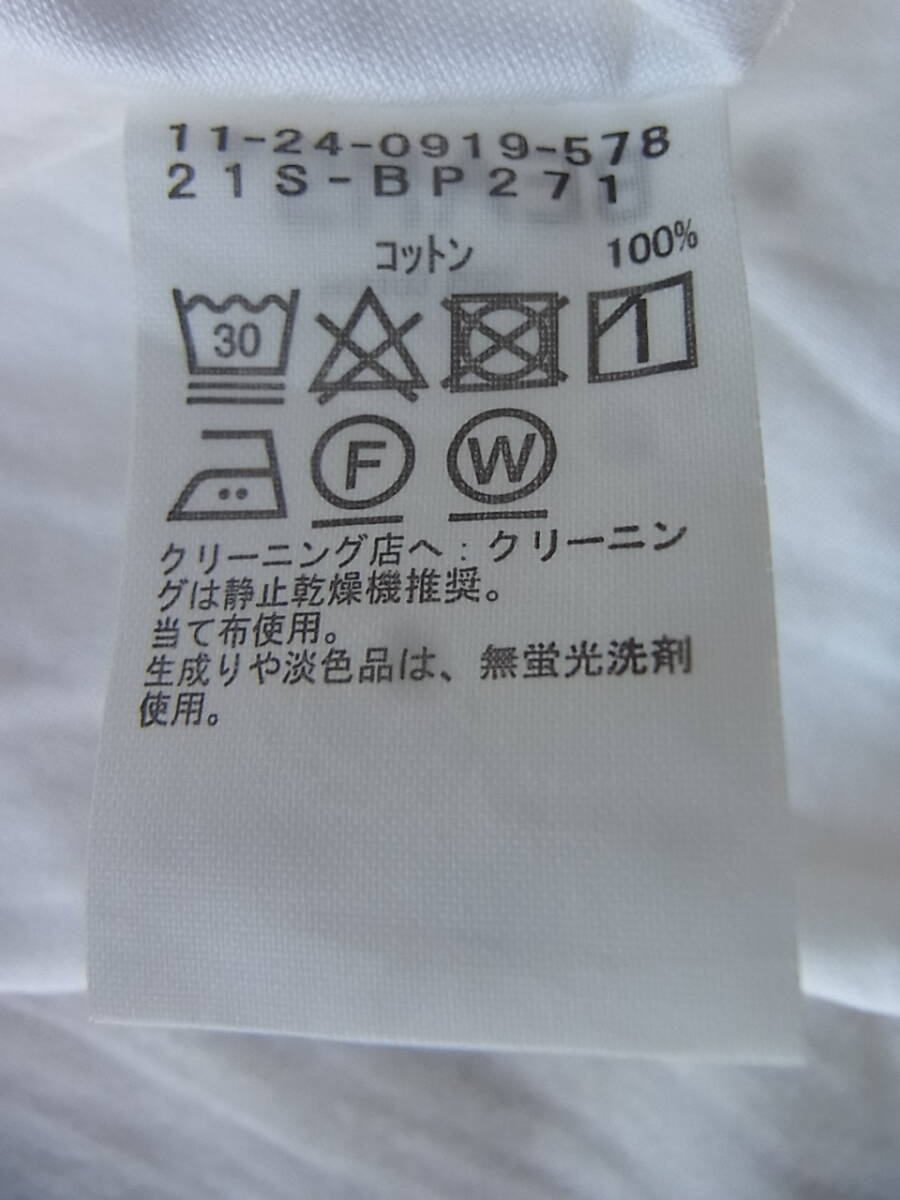 11-24-0919-578
21S-BP271
コットン 100%
30
F W
クリーニング店へ：クリーニン
グは静止乾燥機推奨。
当て布使用。
生成りや淡色品は、無蛍光洗剤
使用。